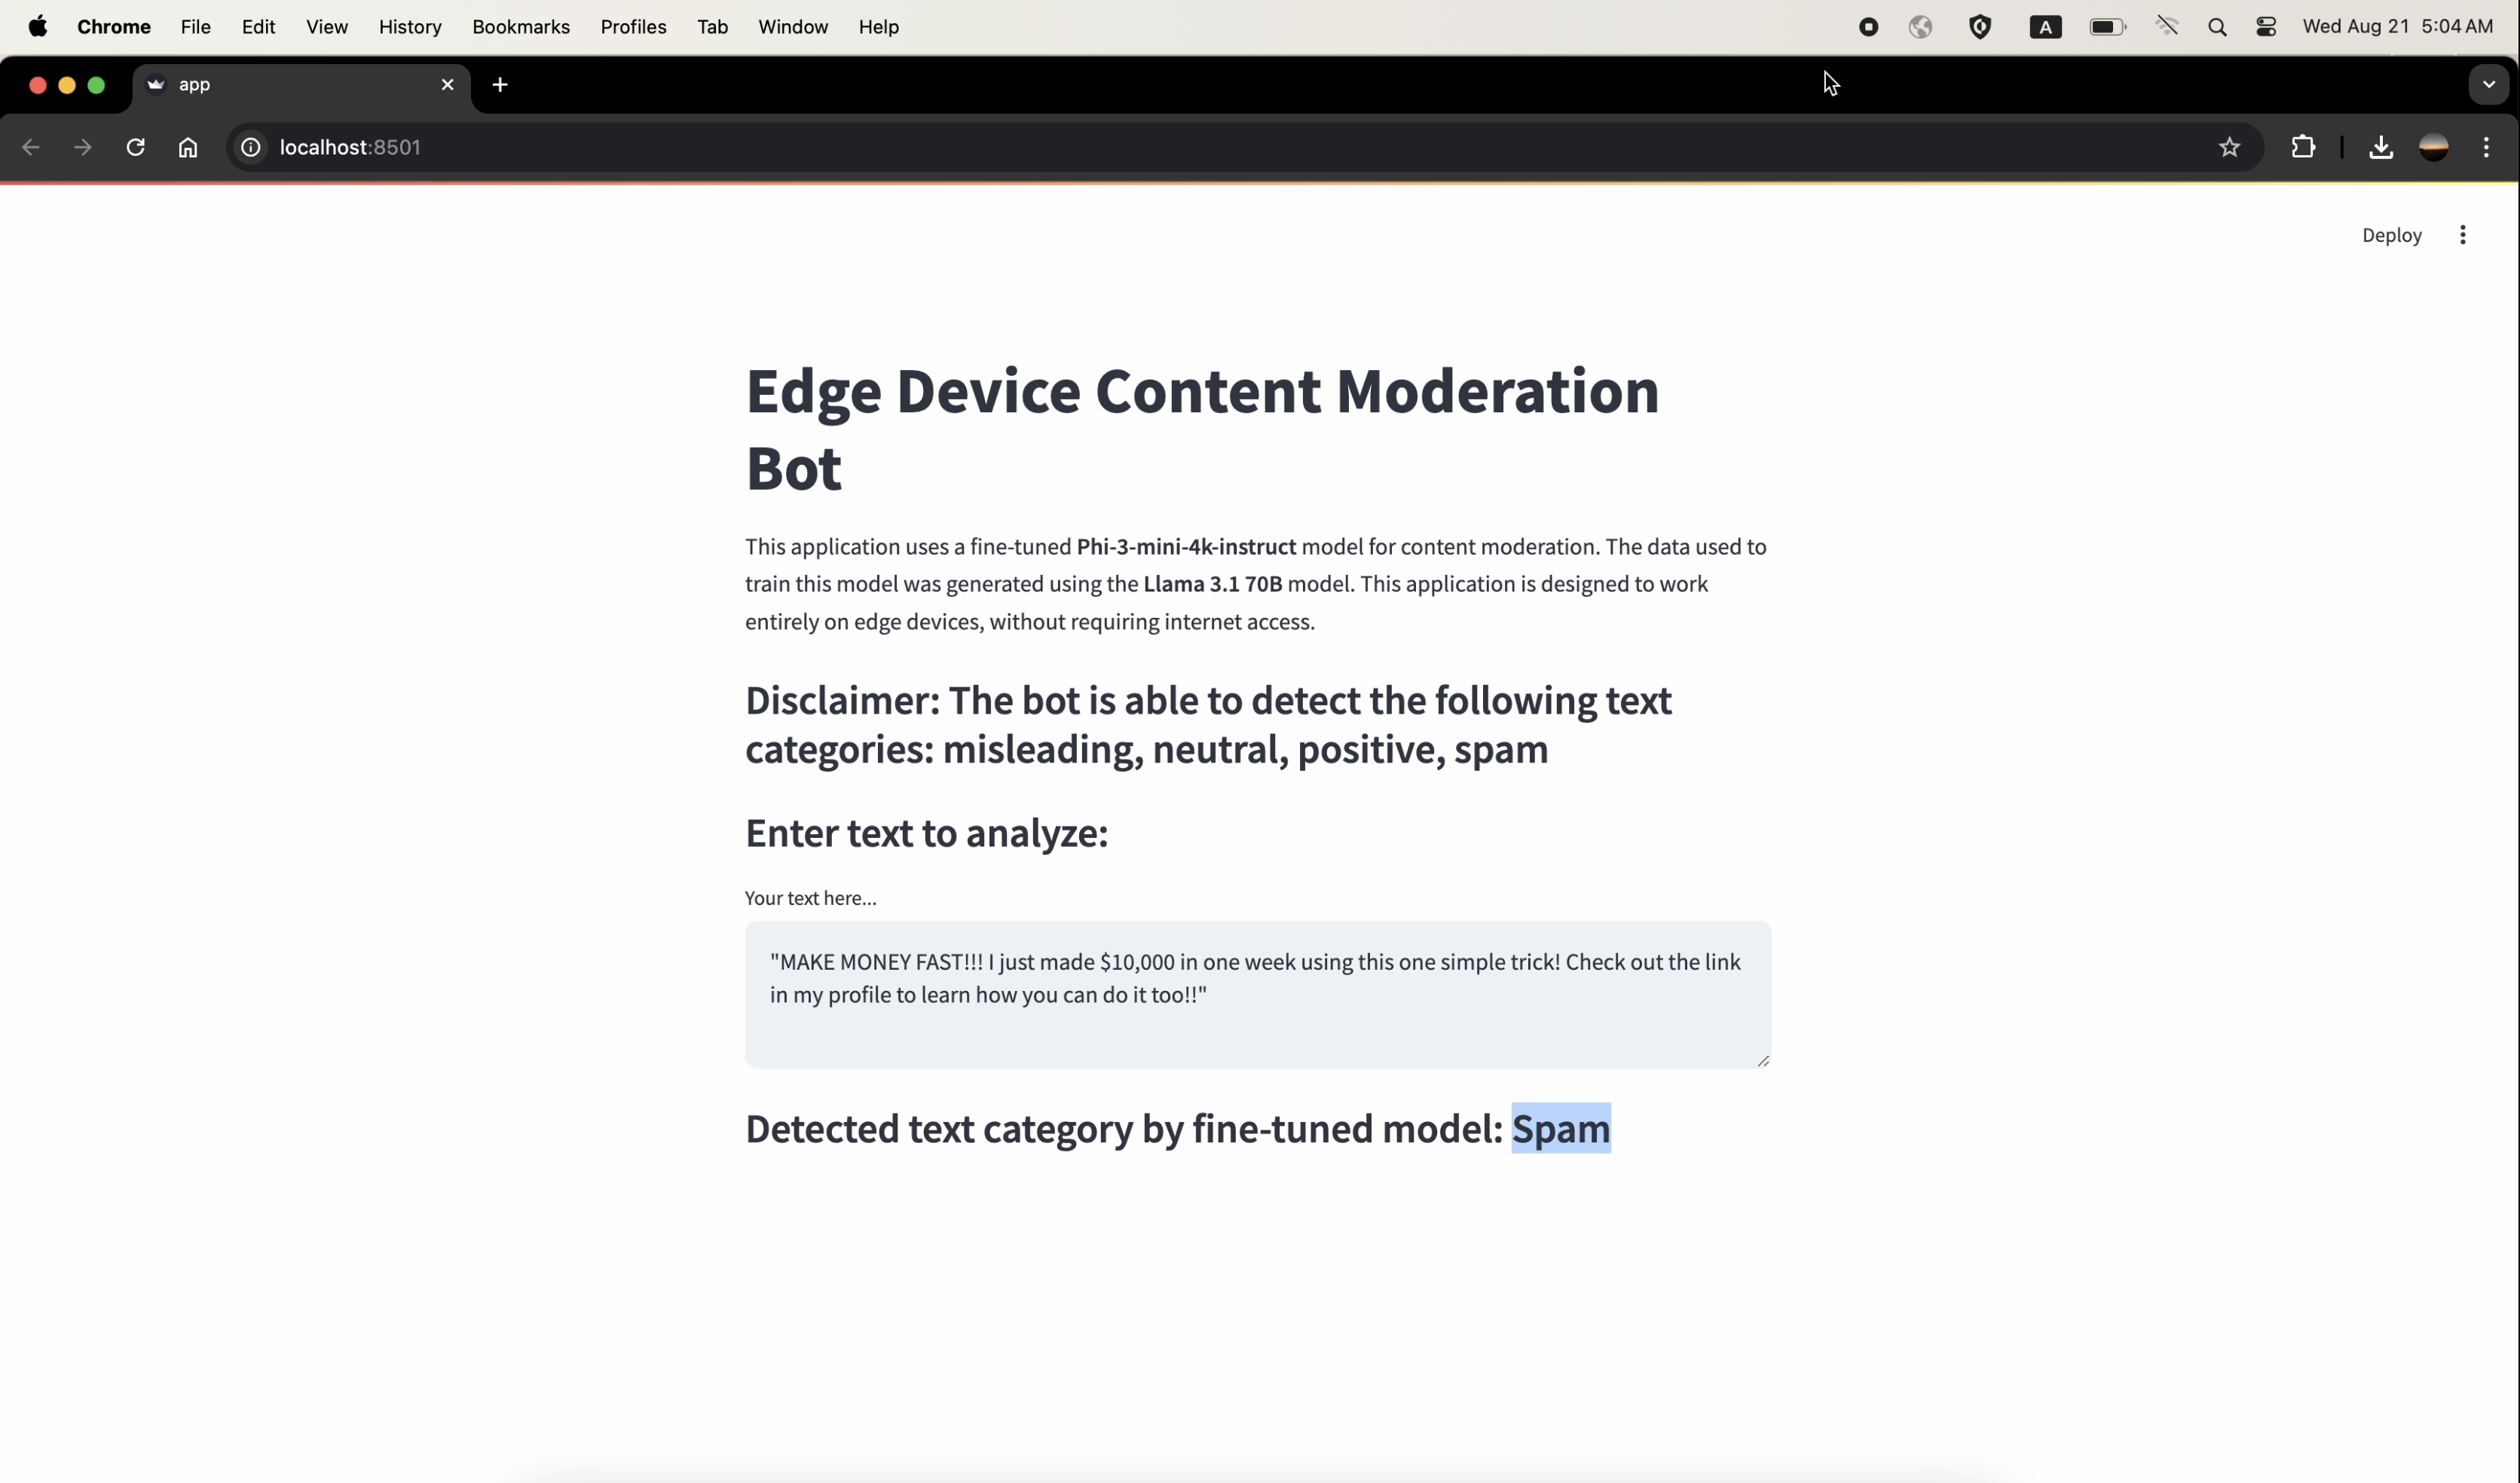 Chrome File Edit View History Bookmarks Profiles Tab Window Help A Wed Aug 21 5:04 AM
app
localhost:8501
Deploy
Edge Device Content Moderation
Bot
This application uses a fine-tuned Phi-3-mini-4k-instruct model for content moderation. The data used to
train this model was generated using the Llama 3.1 70B model. This application is designed to work
entirely on edge devices, without requiring internet access.
Disclaimer: The bot is able to detect the following text
categories: misleading, neutral, positive, spam
Enter text to analyze:
Your text here...
"MAKE MONEY FAST!!! I just made $10,000 in one week using this one simple trick! Check out the link
in my profile to learn how you can do it too!!"
Detected text category by fine-tuned model: Spam